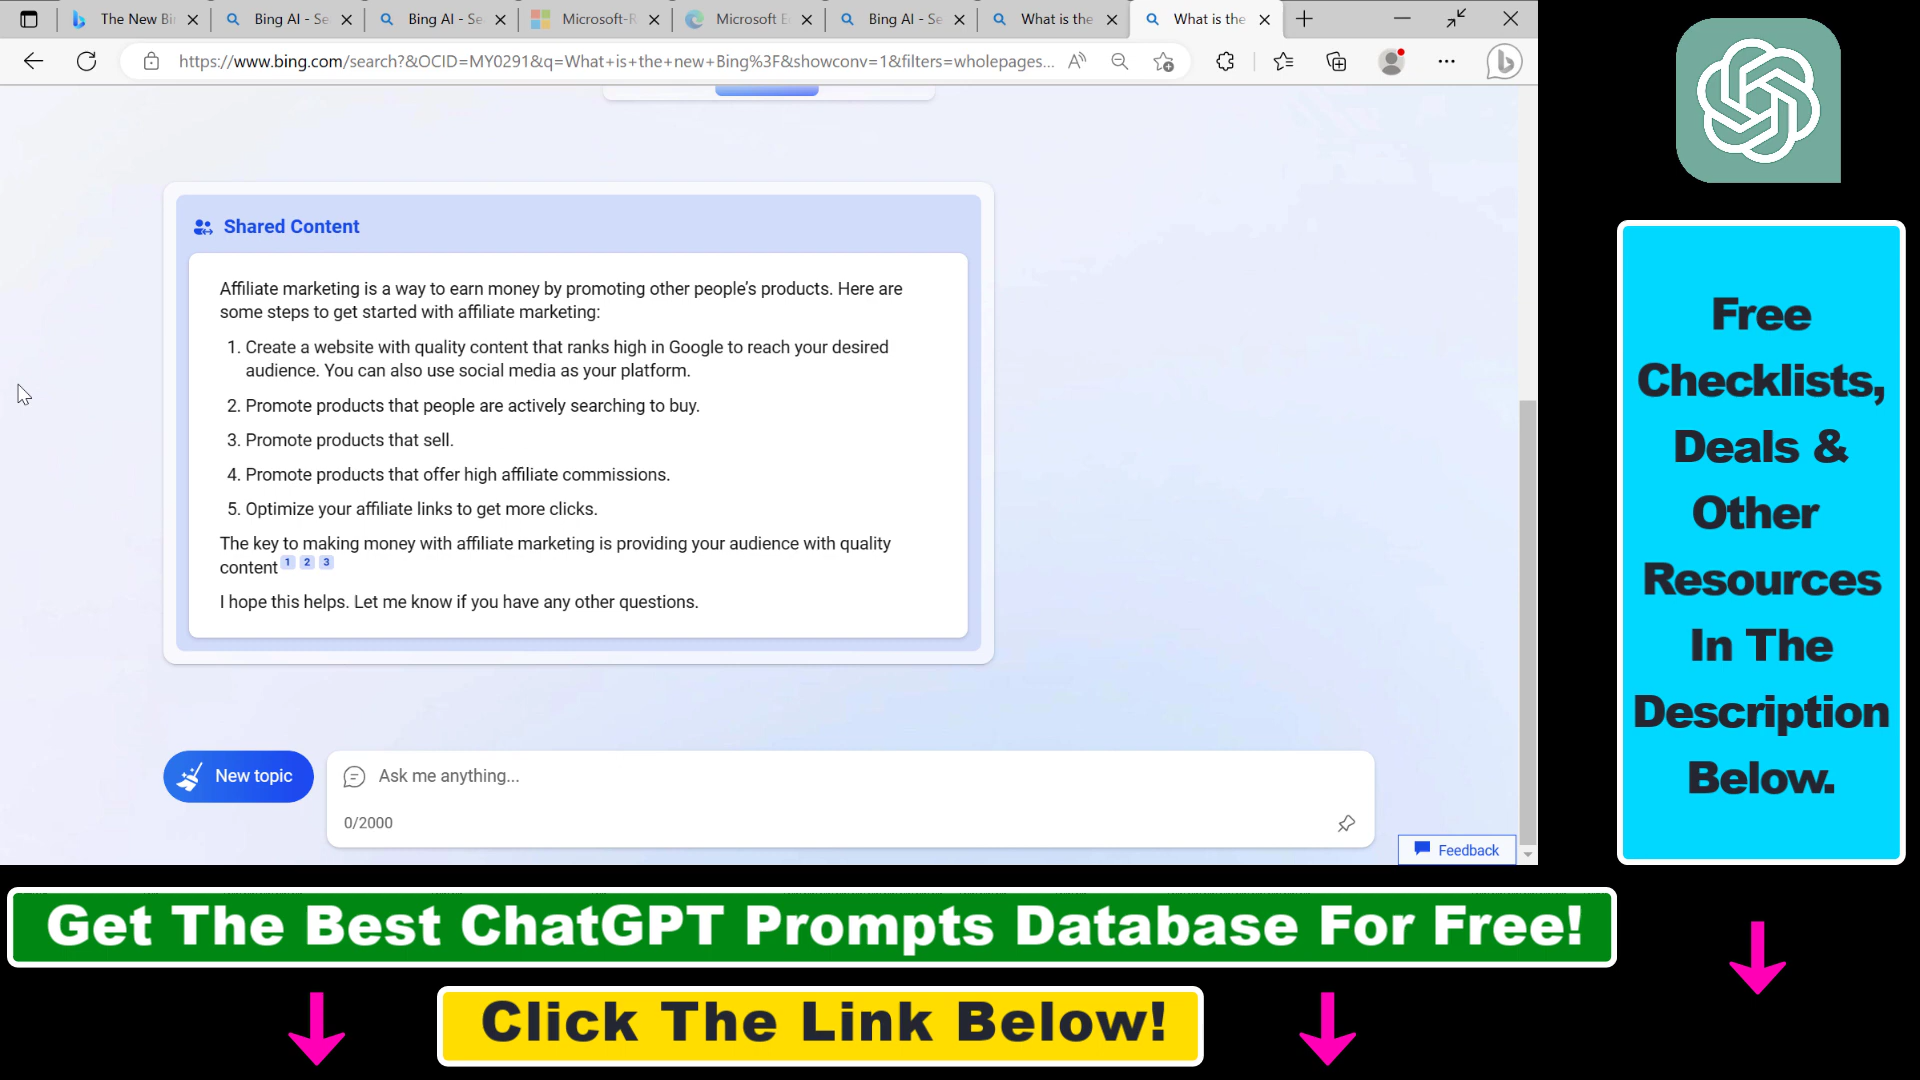 The New Bi
Bing AI - Se
Bing AI - Se
Microsoft-R
Microsoft E
Bing AI - Se
What is the
What is the
https://www.bing.com/search?&OCID=MY0291&q=What+is+the+new+Bing%3F&showconv=1&filters=wholepages...
Shared Content
Affiliate marketing is a way to earn money by promoting other people's products. Here are
some steps to get started with affiliate marketing:
1. Create a website with quality content that ranks high in Google to reach your desired
audience. You can also use social media as your platform.
2. Promote products that people are actively searching to buy.
3. Promote products that sell.
4. Promote products that offer high affiliate commissions.
5. Optimize your affiliate links to get more clicks.
The key to making money with affiliate marketing is providing your audience with quality
content 1 2 3
I hope this helps. Let me know if you have any other questions.
New topic
Ask me anything...
0/2000
Feedback
Free
Checklists,
Deals &
Other
Resources
In The
Description
Below.
Get The Best ChatGPT Prompts Database For Free!
Click The Link Below!